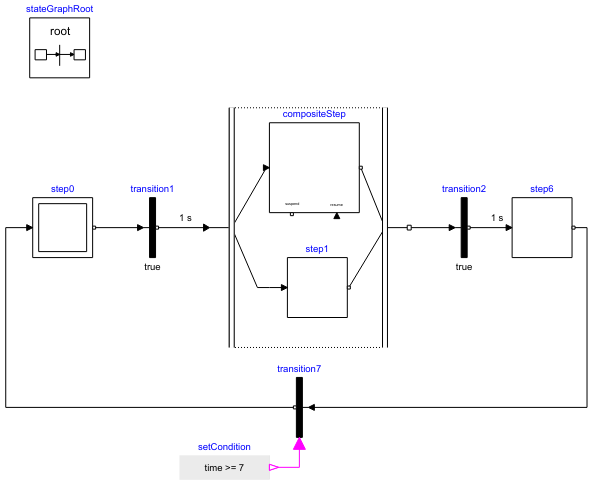 stateGraphRoot
root
compositeStep
suspend
resume
step0
transition1
1 s
true
step1
transition2
1 s
true
step6
transition7
setCondition
time >= 7